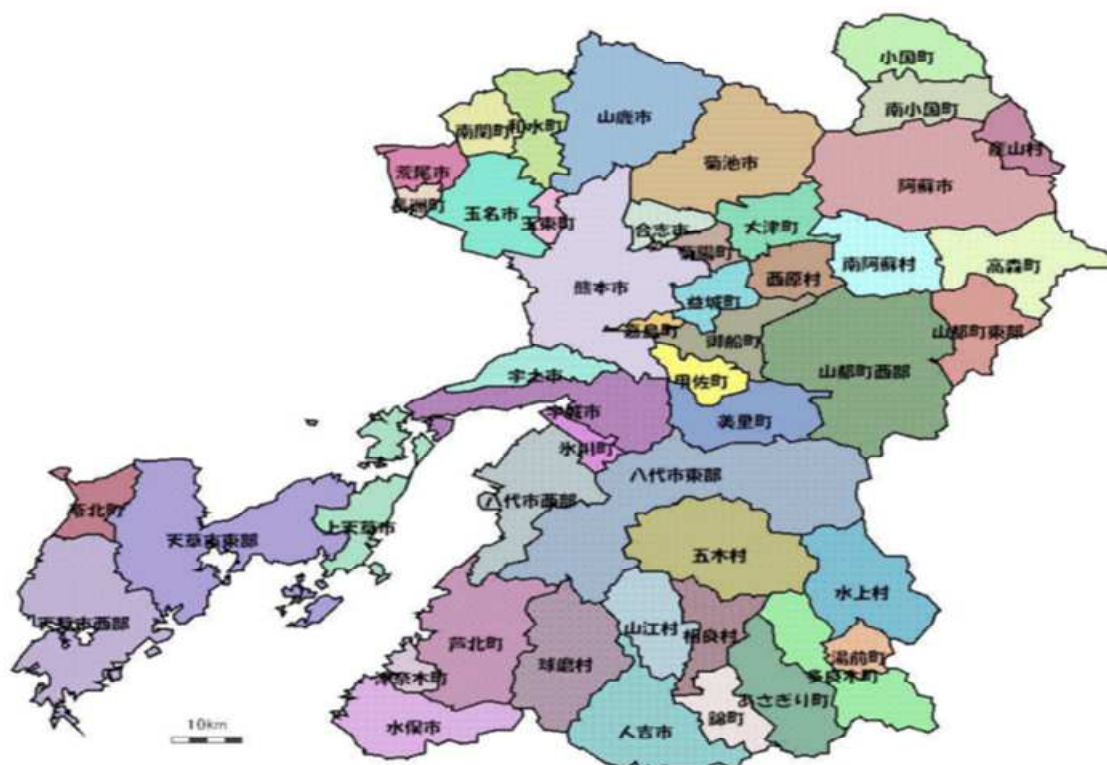 小国町
南小国町
山鹿市
産山村
南関町
和水町
菊池市
荒尾市
阿蘇市
長洲町
玉名市
玉東町
合志市
大津町
菊陽町
南阿蘇村
高森町
西原村
熊本市
益城町
嘉島町
御船町
山都町東部
山都町西部
宇土市
甲佐町
宇城市
美里町
氷川町
八代市東部
八代市西部
苓北町
上天草市
天草市東部
五木村
水上村
天草市西部
山江村
相良村
芦北町
湯前町
球磨村
多良木町
津奈木町
あさぎり町
錦町
水俣市
人吉市
10km